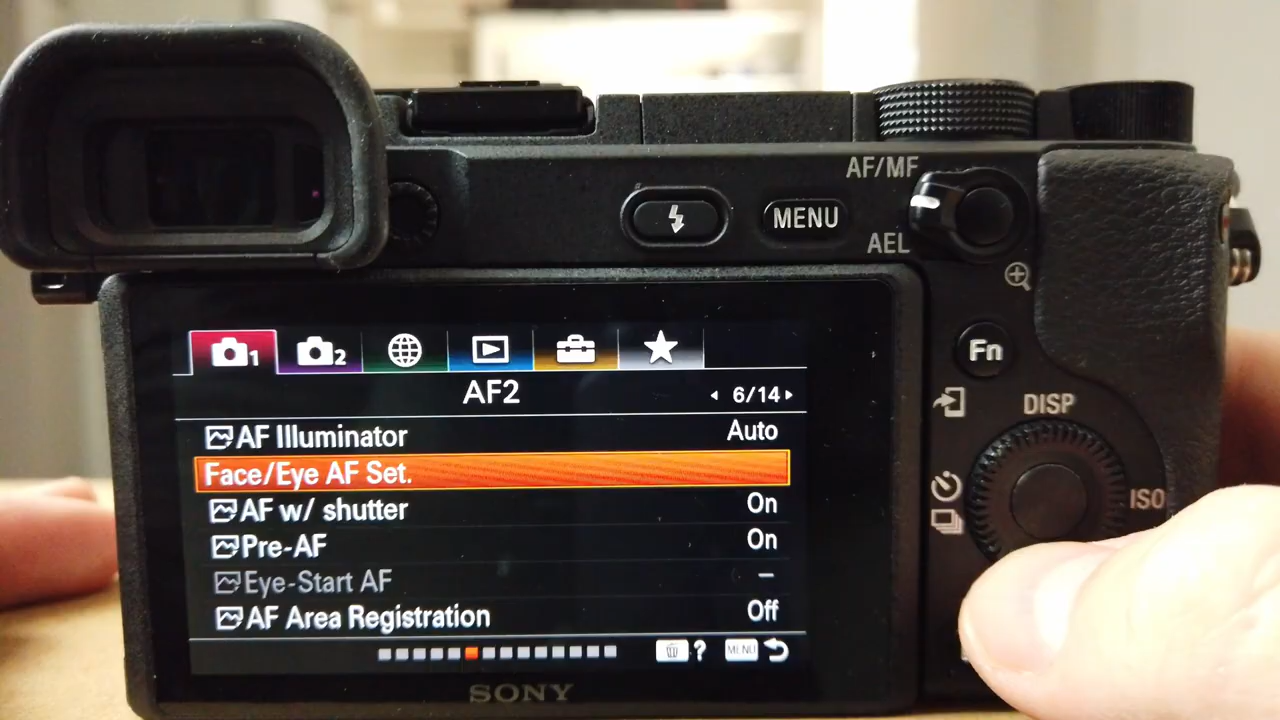 AF/MF
MENU
AEL
Fn
DISP
ISO
1 2
AF2
6/14
AF Illuminator Auto
Face/Eye AF Set.
AF w/ shutter On
Pre-AF On
Eye-Start AF –
AF Area Registration Off
? MENU
SONY